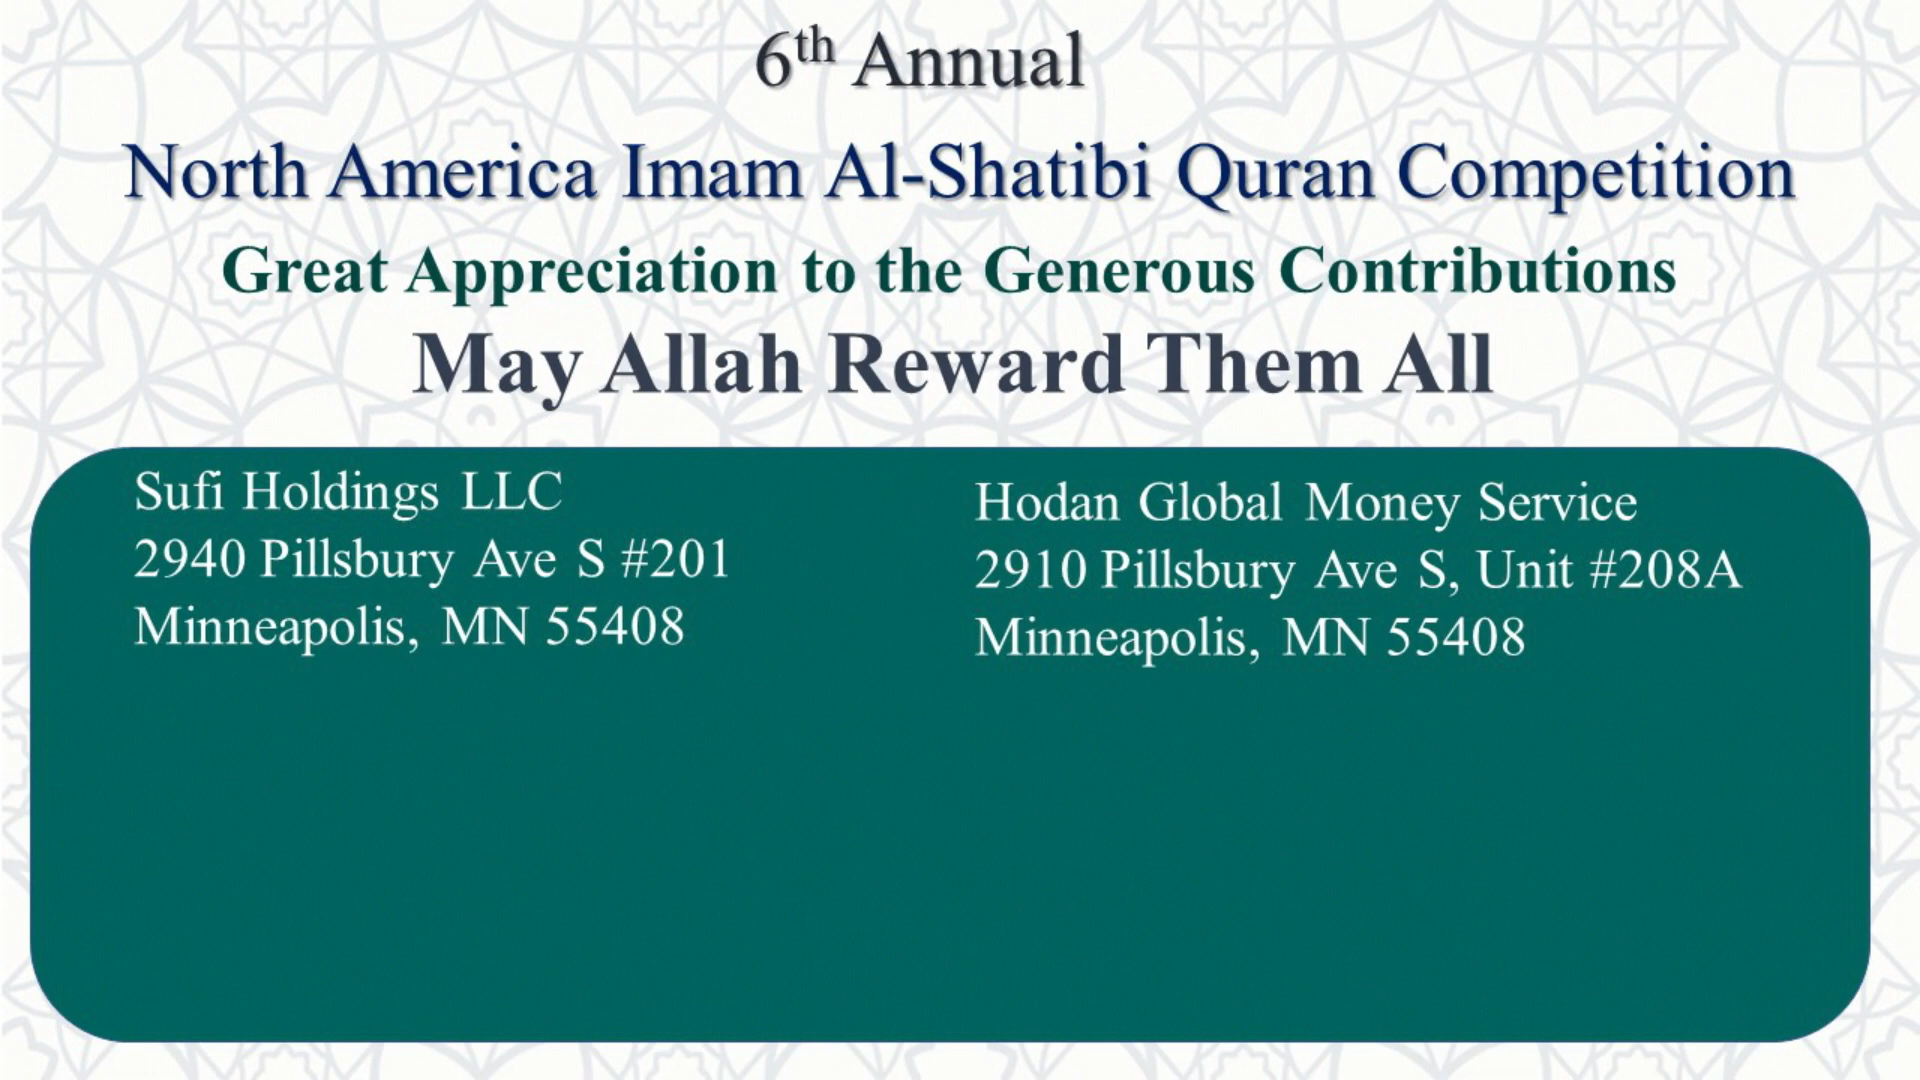 6th Annual
North America Imam Al-Shatibi Quran Competition
Great Appreciation to the Generous Contributions
May Allah Reward Them All
Sufi Holdings LLC
2940 Pillsbury Ave S #201
Minneapolis, MN 55408
Hodan Global Money Service
2910 Pillsbury Ave S, Unit #208A
Minneapolis, MN 55408